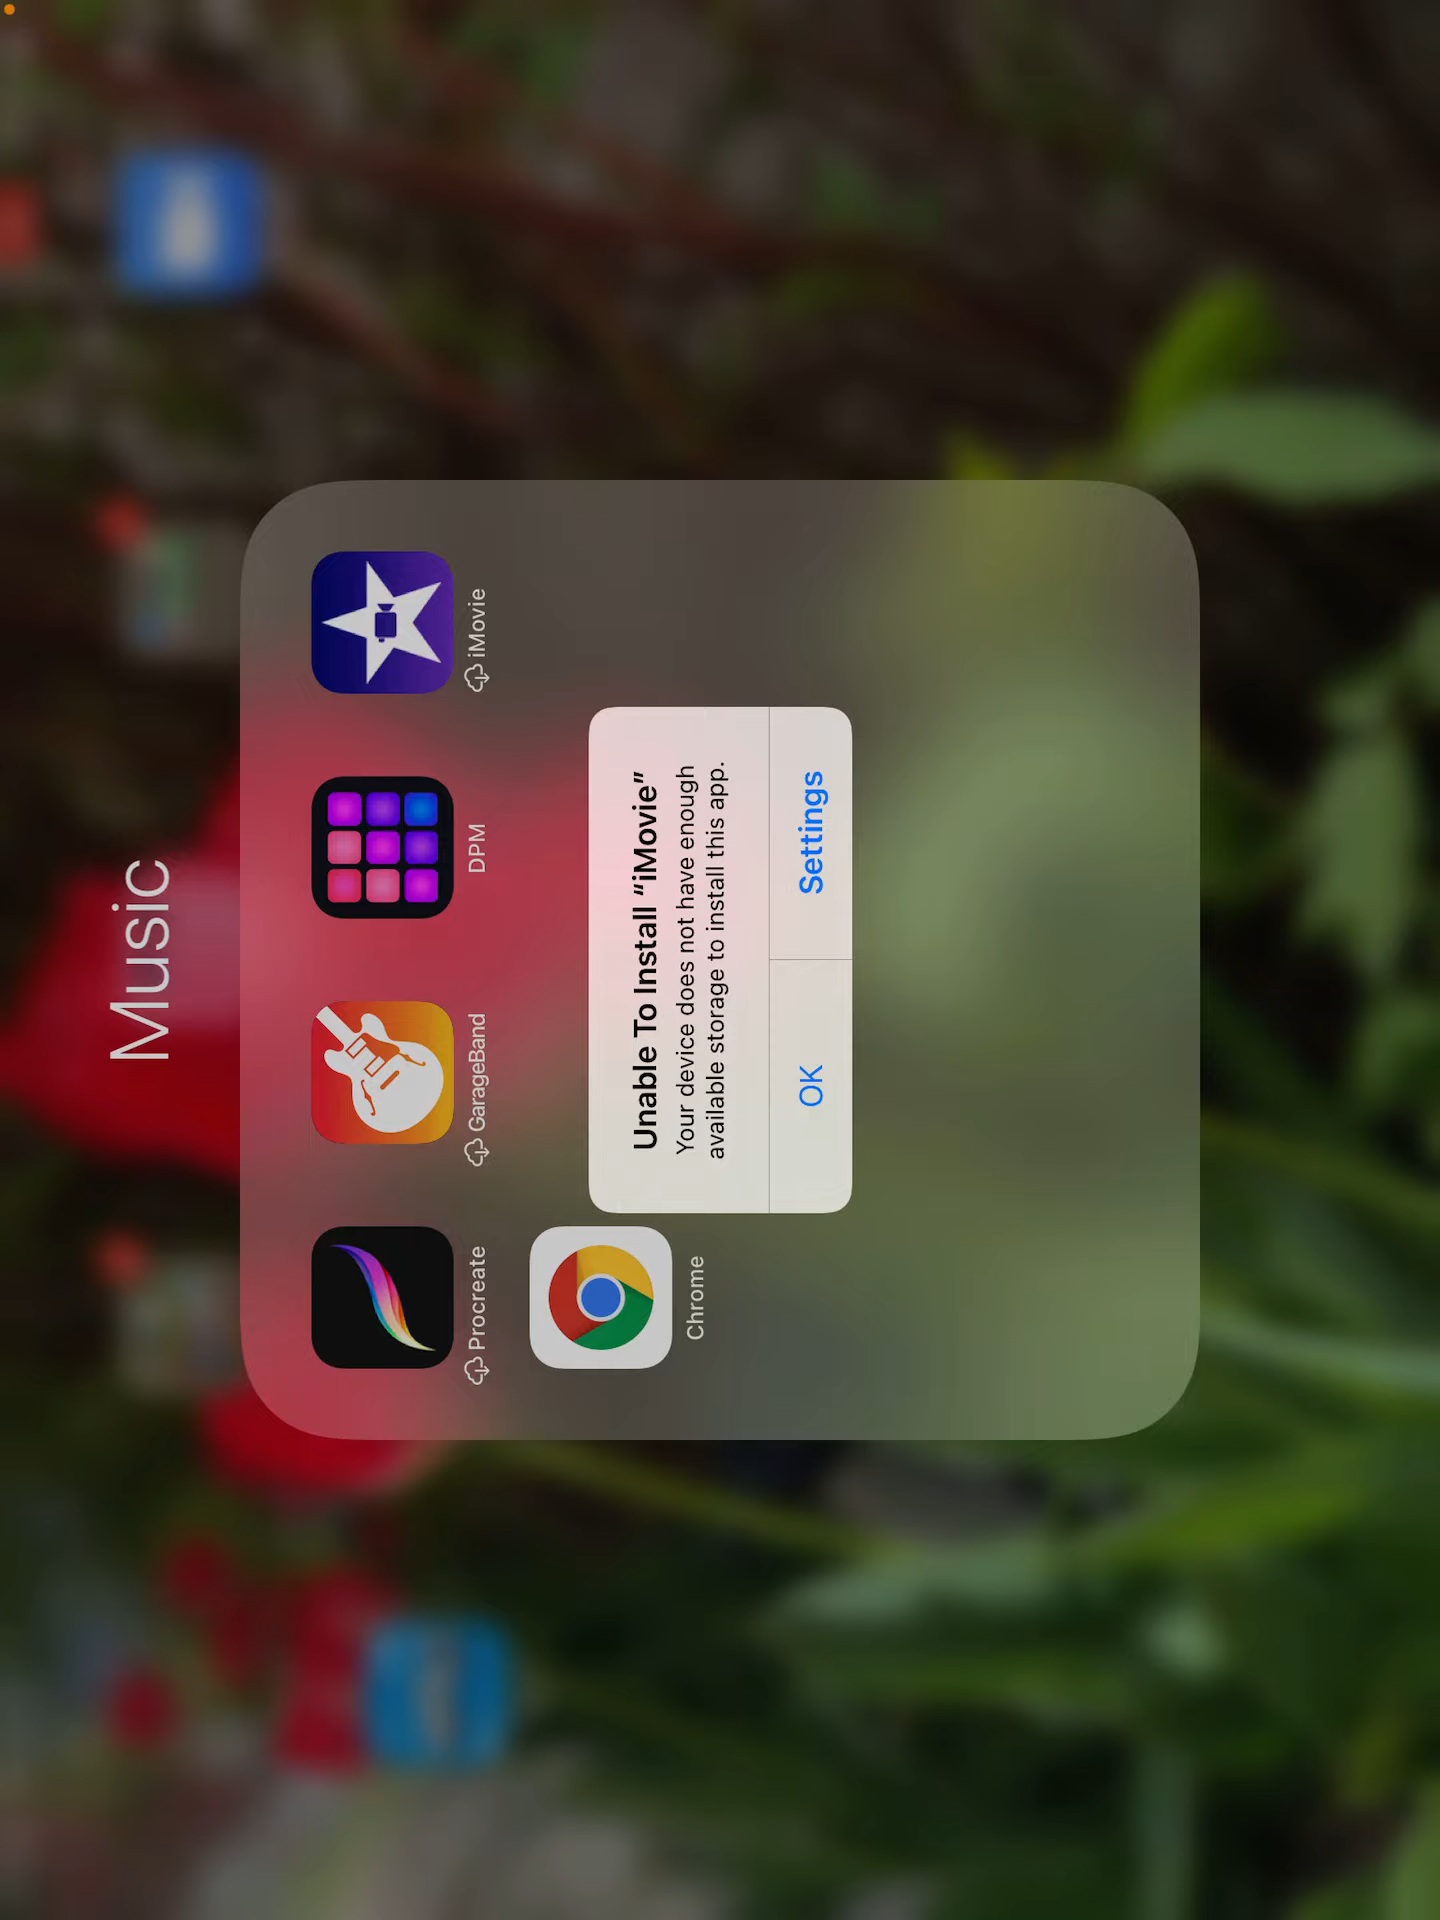 Music
Procreate
GarageBand
DPM
iMovie
Chrome
Unable To Install “iMovie”
Your device does not have enough
available storage to install this app.
OK
Settings